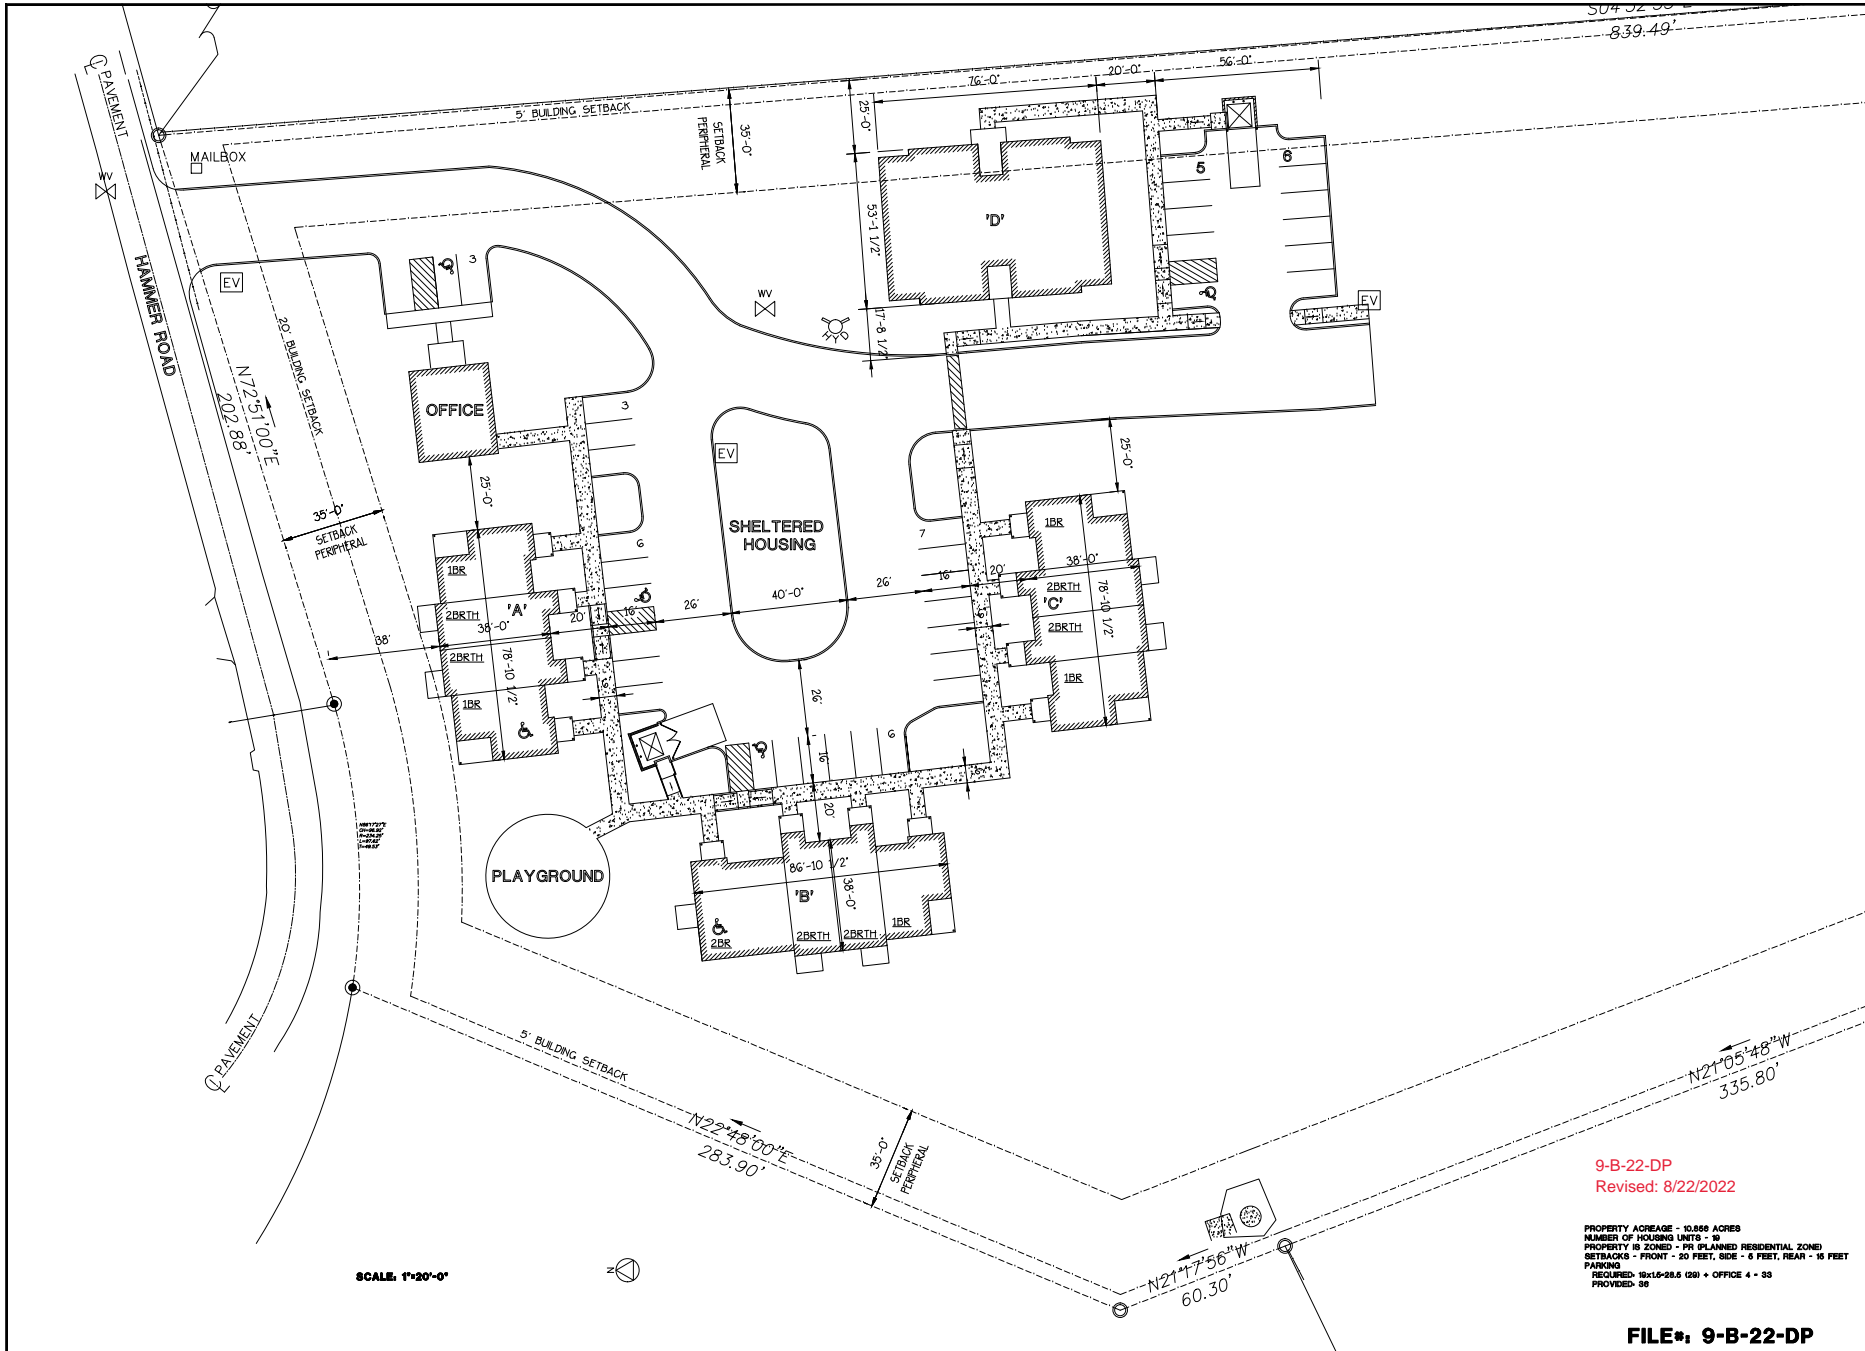 S04°52'
839.49'
℄ PAVEMENT
MAILBOX
WV
HAMMER ROAD
5' BUILDING SETBACK
35'-0"
SETBACK
PERIPHERAL
25'-0"
76'-0"
20'-0"
56'-0"
5
6
'D'
53'-1 1/2"
17'-8 1/2"
EV
EV
3
WV
20' BUILDING SETBACK
N72°51'00"E
202.88'
OFFICE
3
25'-0"
EV
25'-0"
35'-0"
SETBACK
PERIPHERAL
SHELTERED
HOUSING
6
7
1BR
2BRTH
'A'
38'-0"
2BRTH
78'-10 1/2"
1BR
38'
20'
16'
26'
40'-0"
26'
16'
20'
6'
6'
1BR
38'-0"
2BRTH
'C'
2BRTH
78'-10 1/2"
1BR
26'
16'
6
6'
20'
PLAYGROUND
86'-10 1/2"
'B'
38'-0"
2BR
2BRTH
2BRTH
1BR
℄ PAVEMENT
5' BUILDING SETBACK
N22°48'00"E
283.90'
35'-0"
SETBACK
PERIPHERAL
N21°05'48"W
335.80'
N21°17'56"W
60.30'
SCALE: 1"=20'-0"
N
9-B-22-DP
Revised: 8/22/2022
PROPERTY ACREAGE - 10.856 ACRES
NUMBER OF HOUSING UNITS - 19
PROPERTY IS ZONED - PR (PLANNED RESIDENTIAL ZONE)
SETBACKS - FRONT - 20 FEET, SIDE - 5 FEET, REAR - 15 FEET
PARKING
REQUIRED: 19x1.5=28.5 (29) + OFFICE 4 = 33
PROVIDED: 36
FILE#: 9-B-22-DP